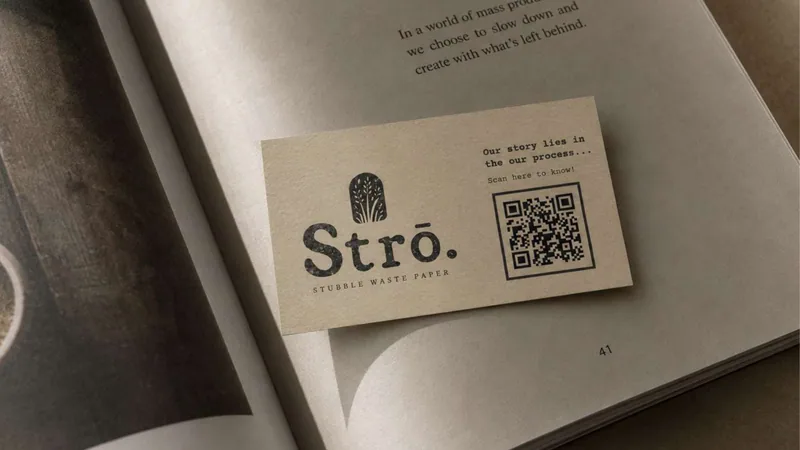 In a world of mass
we choose to slow down and
create with what's left behind.
Our story lies in
the our process...
Scan here to know!
Strō.
STUBBLE WASTE PAPER
41